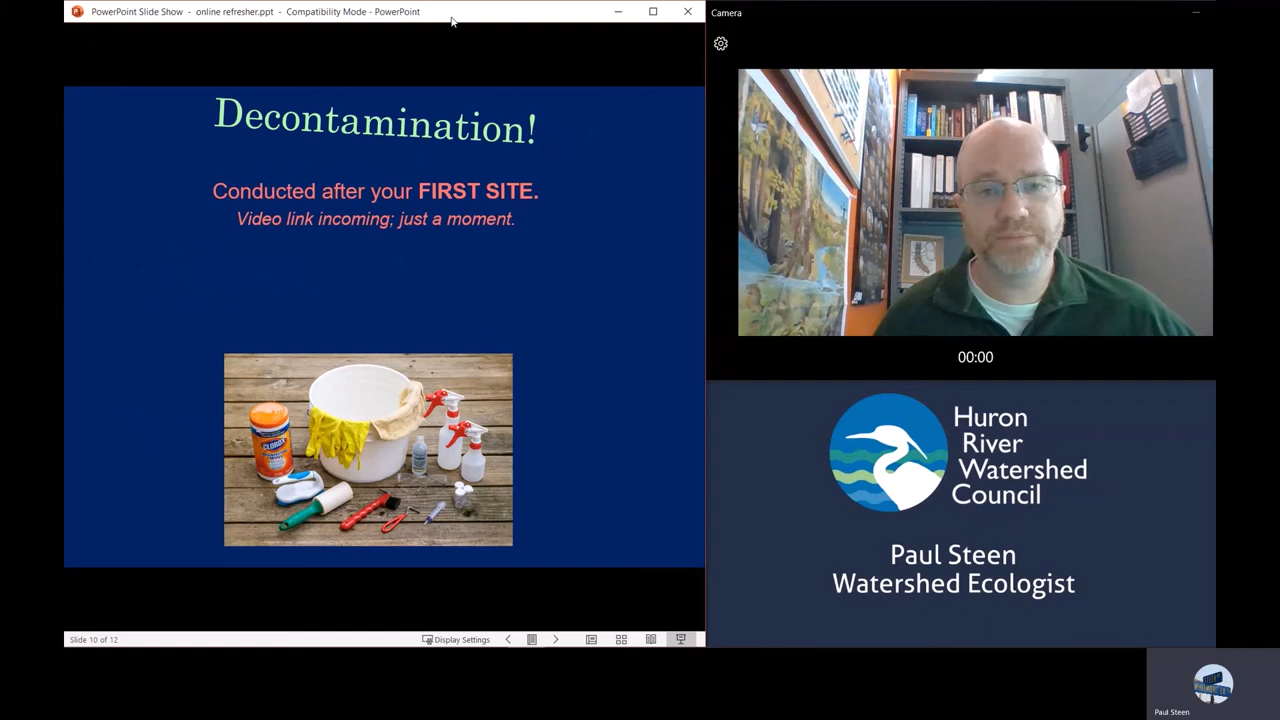 PowerPoint Slide Show - online refresher.ppt - Compatibility Mode - PowerPoint
Decontamination!
Conducted after your FIRST SITE.
Video link incoming; just a moment.
CLOROX
Slide 10 of 12
Display Settings
Camera
00:00
Huron
River
Watershed
Council
Paul Steen
Watershed Ecologist
Paul Steen